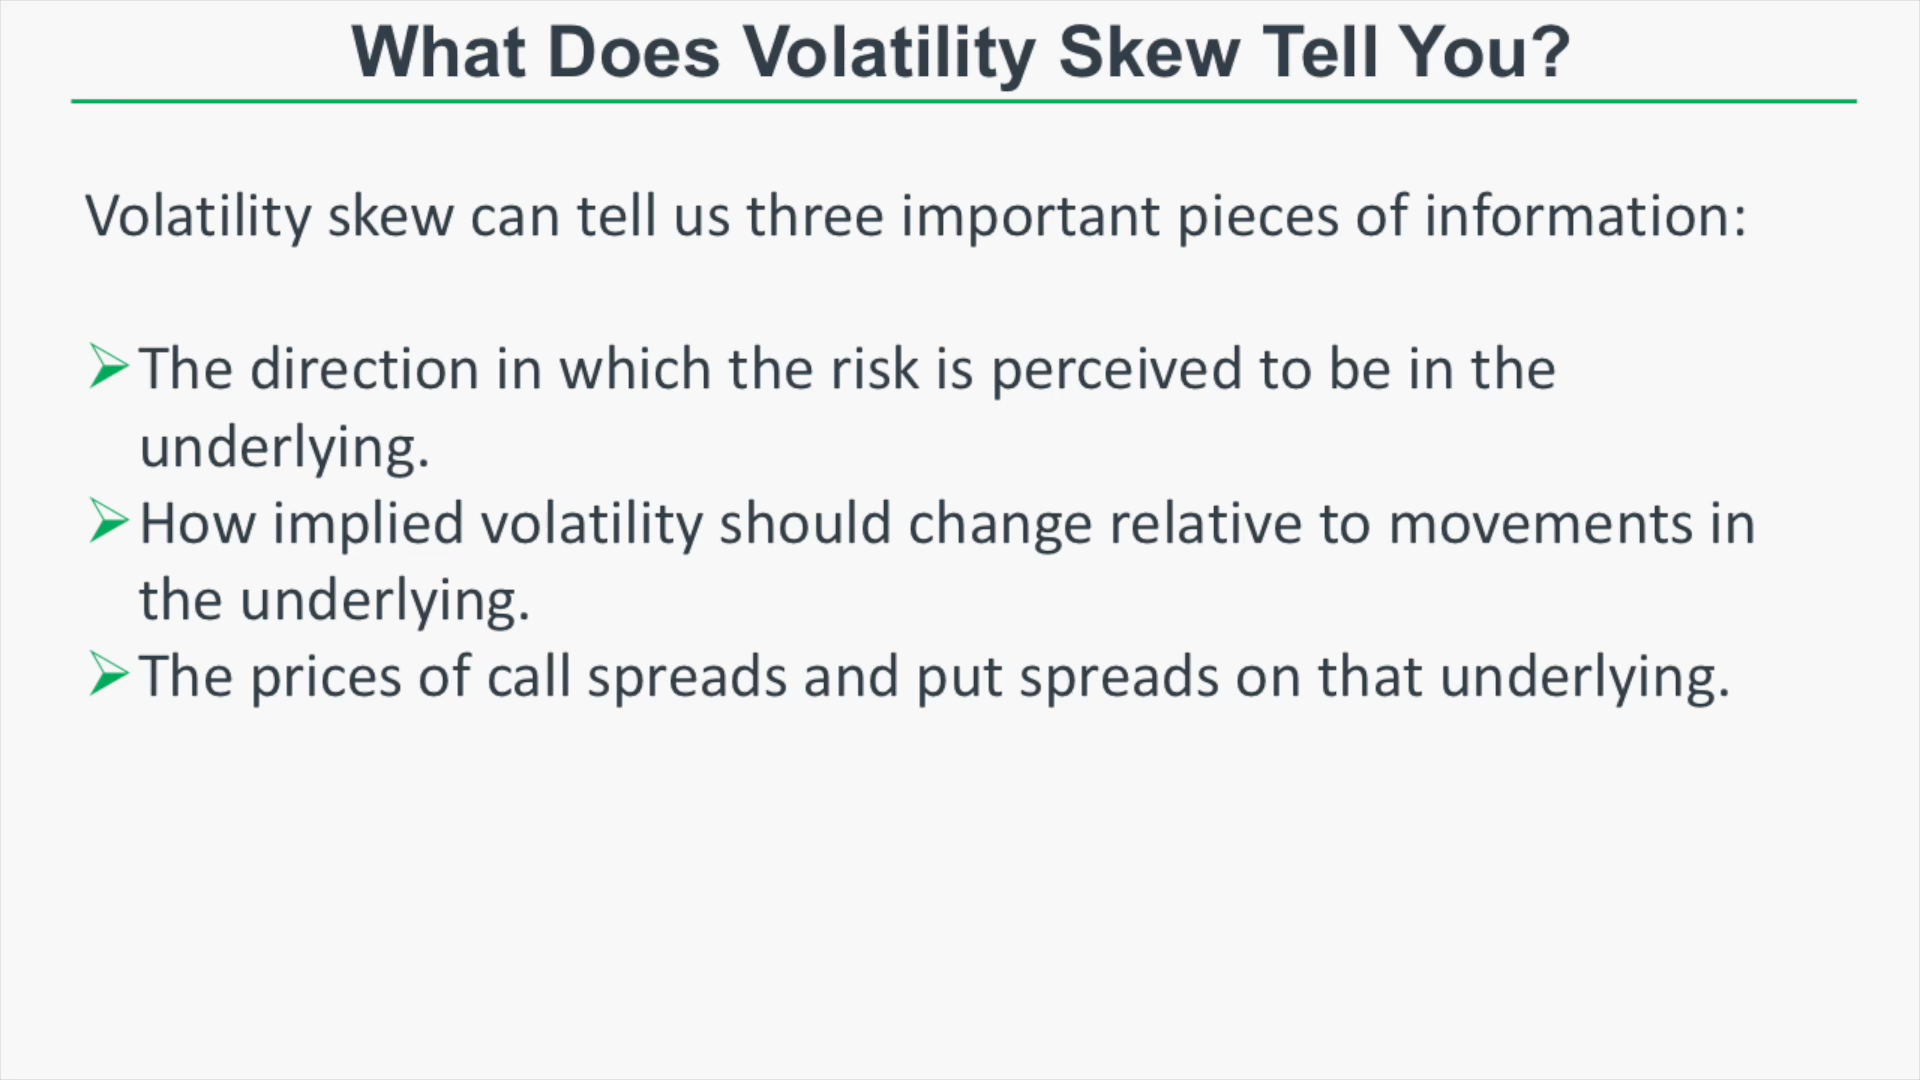 What Does Volatility Skew Tell You?
Volatility skew can tell us three important pieces of information:
The direction in which the risk is perceived to be in the
underlying.
How implied volatility should change relative to movements in
the underlying.
The prices of call spreads and put spreads on that underlying.